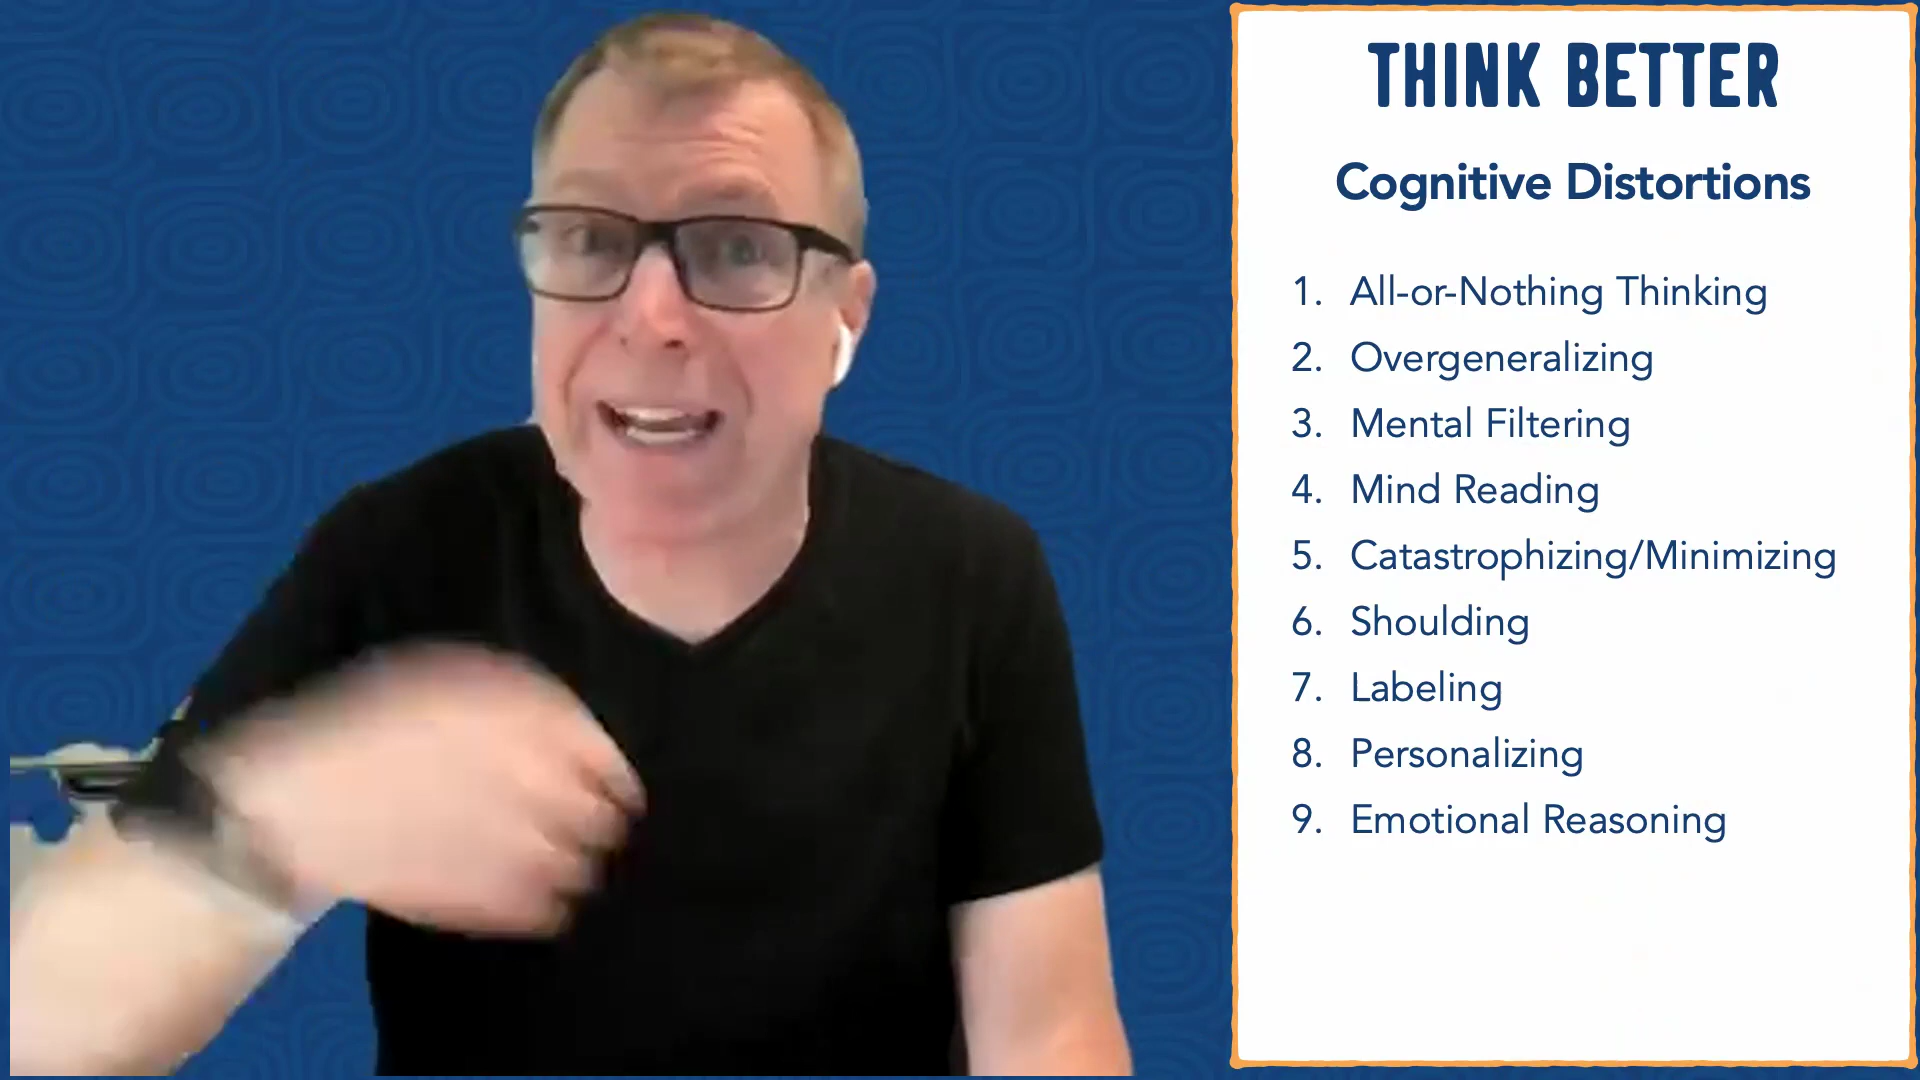 THINK BETTER
Cognitive Distortions
1. All-or-Nothing Thinking
2. Overgeneralizing
3. Mental Filtering
4. Mind Reading
5. Catastrophizing/Minimizing
6. Shoulding
7. Labeling
8. Personalizing
9. Emotional Reasoning